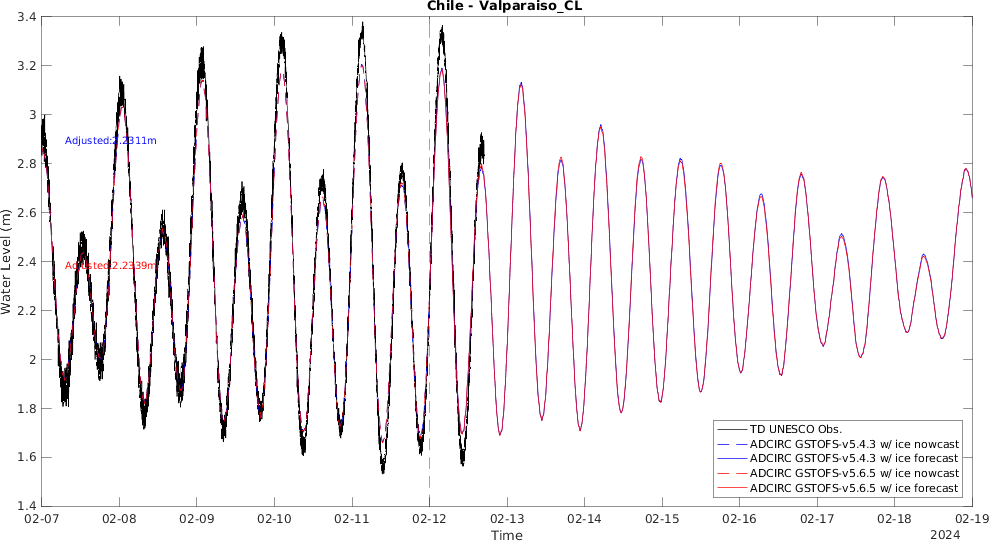 Chile - Valparaiso_CL
3.4
3.2
3
2.8
2.6
2.4
2.2
2
1.8
1.6
1.4
Water Level (m)
Adjusted:2.2311m
Adjusted:2.2339m
TD UNESCO Obs.
ADCIRC GSTOFS-v5.4.3 w/ ice nowcast
ADCIRC GSTOFS-v5.4.3 w/ ice forecast
ADCIRC GSTOFS-v5.6.5 w/ ice nowcast
ADCIRC GSTOFS-v5.6.5 w/ ice forecast
02-07 02-08 02-09 02-10 02-11 02-12 02-13 02-14 02-15 02-16 02-17 02-18 02-19
Time
2024